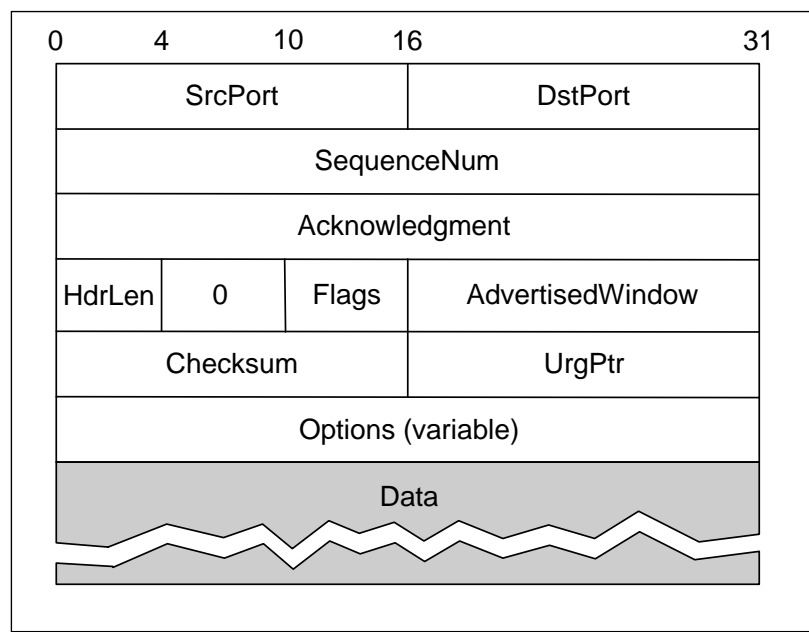 0 4 10 16 31
SrcPort DstPort
SequenceNum
Acknowledgment
HdrLen 0 Flags AdvertisedWindow
Checksum UrgPtr
Options (variable)
Data